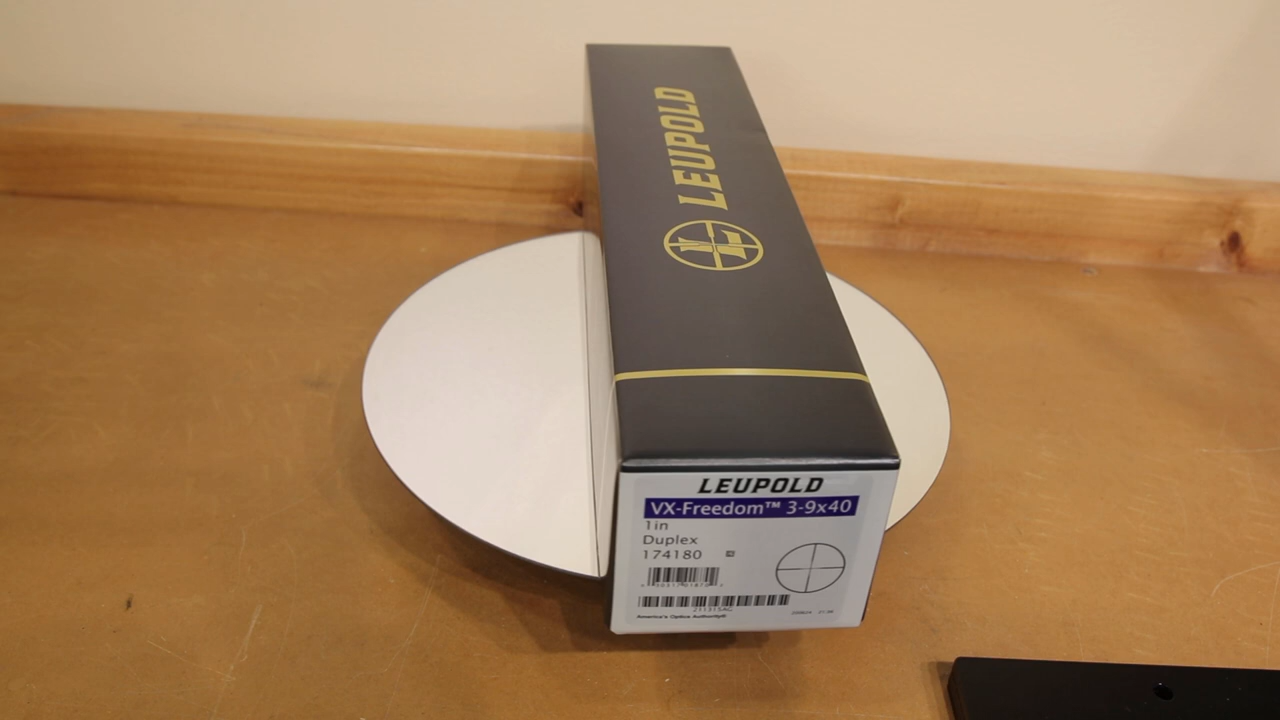 LEUPOLD
LEUPOLD
VX-Freedom™ 3-9x40
1in
Duplex
174180
America's Optics Authority®